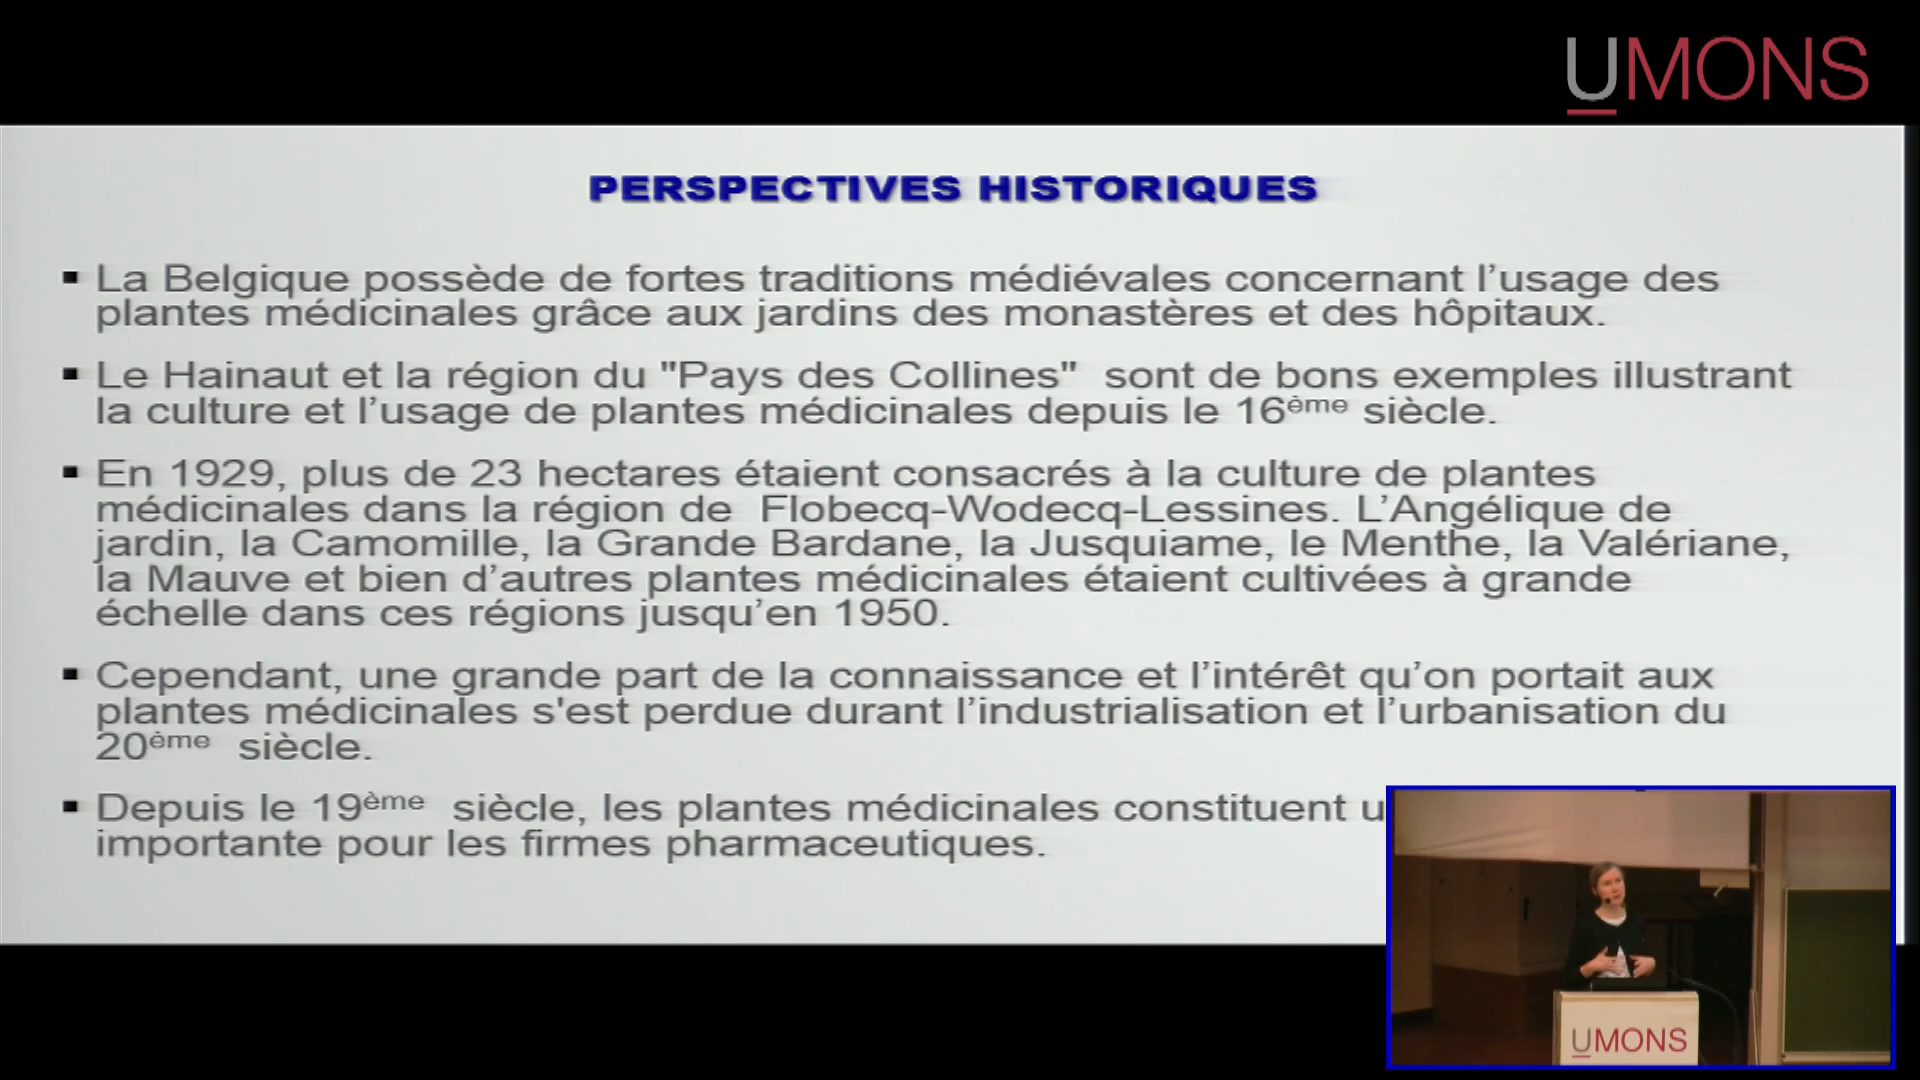 UMONS
PERSPECTIVES HISTORIQUES
▪ La Belgique possède de fortes traditions médiévales concernant l’usage des
plantes médicinales grâce aux jardins des monastères et des hôpitaux.
▪ Le Hainaut et la région du "Pays des Collines" sont de bons exemples illustrant
la culture et l’usage de plantes médicinales depuis le 16ème siècle.
▪ En 1929, plus de 23 hectares étaient consacrés à la culture de plantes
médicinales dans la région de Flobecq-Wodecq-Lessines. L’Angélique de
jardin, la Camomille, la Grande Bardane, la Jusquiame, le Menthe, la Valériane,
la Mauve et bien d’autres plantes médicinales étaient cultivées à grande
échelle dans ces régions jusqu’en 1950.
▪ Cependant, une grande part de la connaissance et l’intérêt qu’on portait aux
plantes médicinales s'est perdue durant l’industrialisation et l’urbanisation du
20ème siècle.
▪ Depuis le 19ème siècle, les plantes médicinales constituent
importante pour les firmes pharmaceutiques.
UMONS